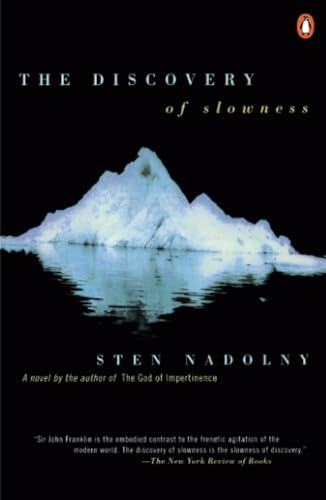 THE DISCOVERY
of slowness
STEN NADOLNY
A novel by the author of The God of Impertinence
"Sir John Franklin is the embodied contrast to the frenetic agitation of the
modern world. The discovery of slowness is the slowness of discovery."
—The New York Review of Books